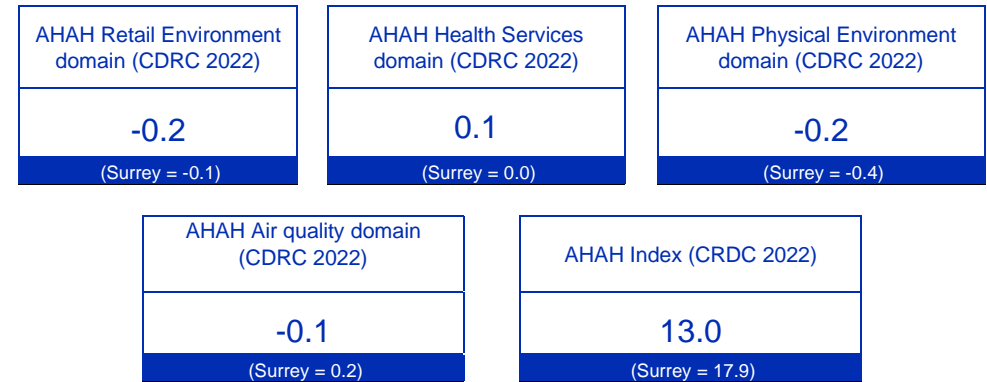 AHAH Retail Environment
domain (CDRC 2022)
-0.2
(Surrey = -0.1)
AHAH Health Services
domain (CDRC 2022)
0.1
(Surrey = 0.0)
AHAH Physical Environment
domain (CDRC 2022)
-0.2
(Surrey = -0.4)
AHAH Air quality domain
(CDRC 2022)
-0.1
(Surrey = 0.2)
AHAH Index (CRDC 2022)
13.0
(Surrey = 17.9)